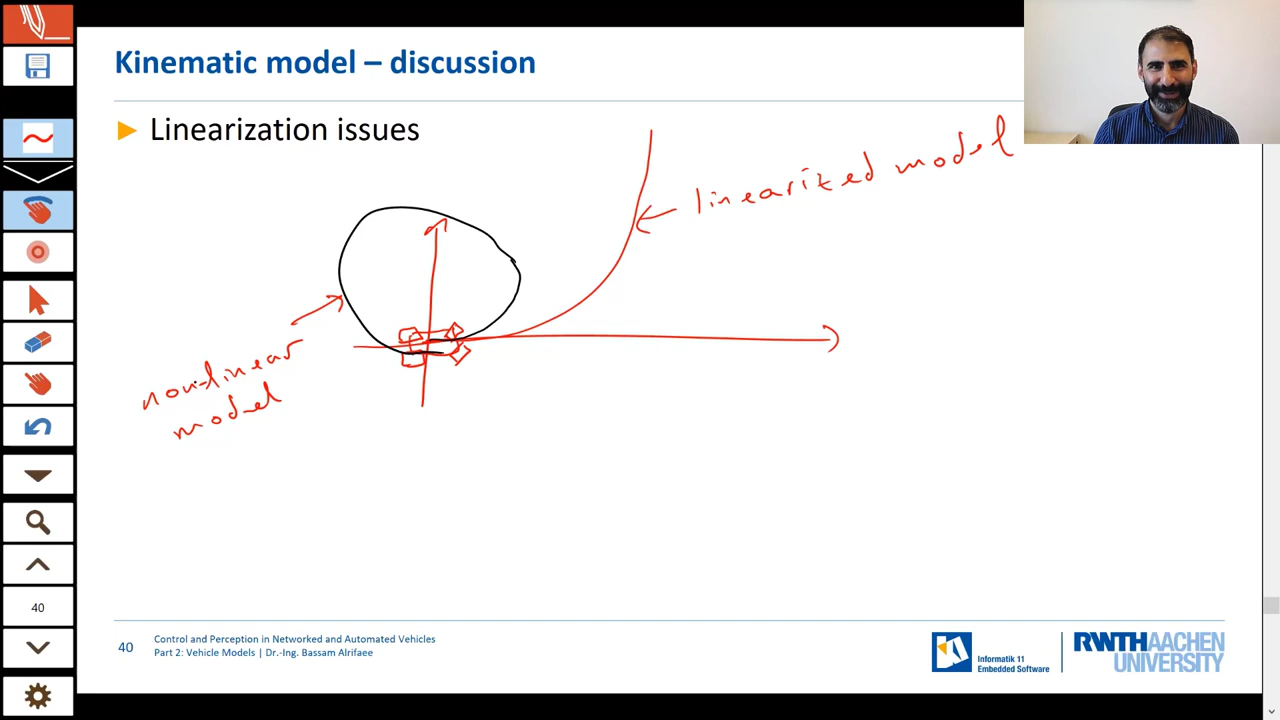 Kinematic model – discussion
► Linearization issues
linearized model
non-linear
model
40
40
Control and Perception in Networked and Automated Vehicles
Part 2: Vehicle Models | Dr.-Ing. Bassam Alrifaee
Informatik 11
Embedded Software
RWTH AACHEN
UNIVERSITY